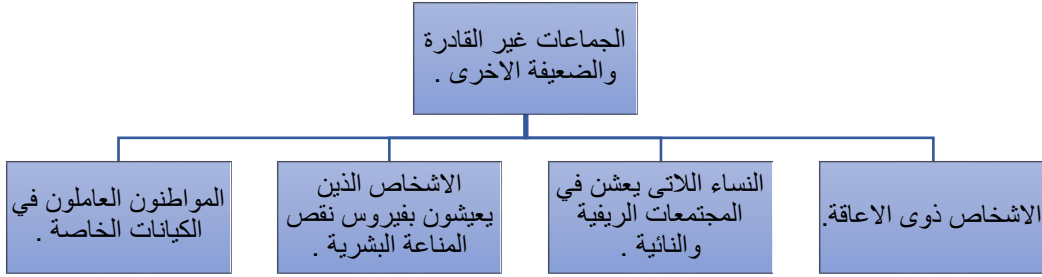 الجماعات غير القادرة
والضعيفة الاخرى .
الاشخاص ذوى الاعاقة.
النساء اللاتى يعشن في
المجتمعات الريفية
والنائية .
الاشخاص الذين
يعيشون بفيروس نقص
المناعة البشرية .
المواطنون العاملون في
الكيانات الخاصة .